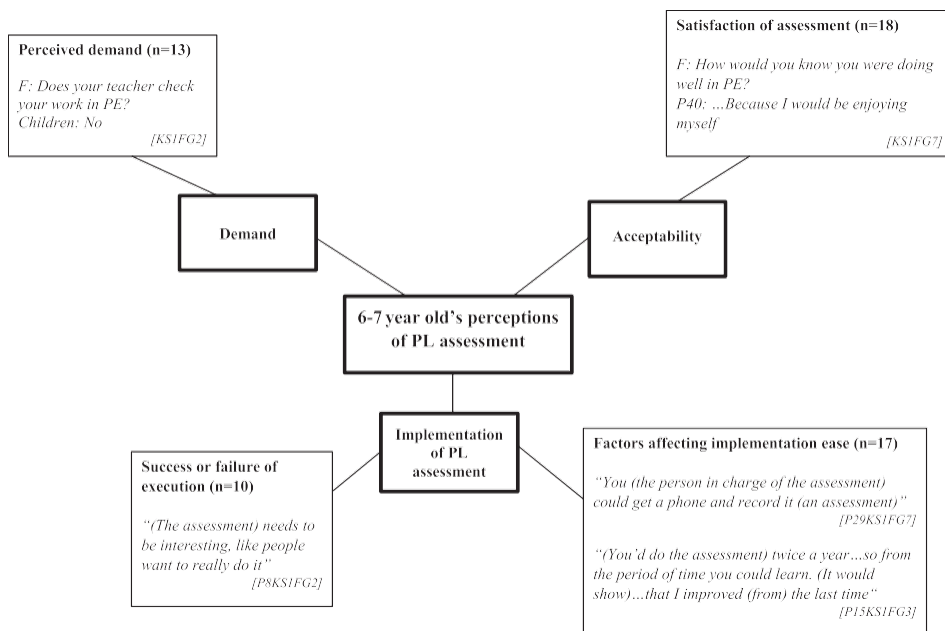 Perceived demand (n=13)
F: Does your teacher check
your work in PE?
Children: No
[KS1FG2]
Satisfaction of assessment (n=18)
F: How would you know you were doing
well in PE?
P40: …Because I would be enjoying
myself
[KS1FG7]
Demand
Acceptability
6-7 year old’s perceptions
of PL assessment
Implementation
of PL
assessment
Success or failure of
execution (n=10)
“(The assessment) needs to
be interesting, like people
want to really do it”
[P8KS1FG2]
Factors affecting implementation ease (n=17)
“You (the person in charge of the assessment)
could get a phone and record it (an assessment)”
[P29KS1FG7]
“(You’d do the assessment) twice a year…so from
the period of time you could learn. (It would
show)…that I improved (from) the last time“
[P15KS1FG3]